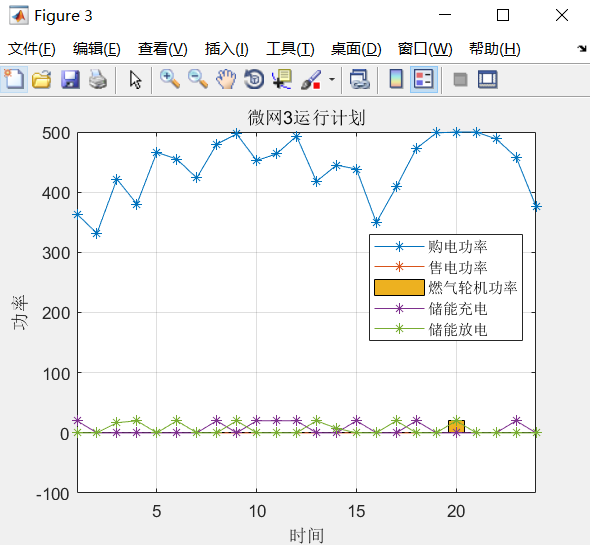 Figure 3
文件(F) 编辑(E) 查看(V) 插入(I) 工具(T) 桌面(D) 窗口(W) 帮助(H)
微网3运行计划
500
400
300
200
100
0
-100
功率
购电功率
售电功率
燃气轮机功率
储能充电
储能放电
5 10 15 20
时间